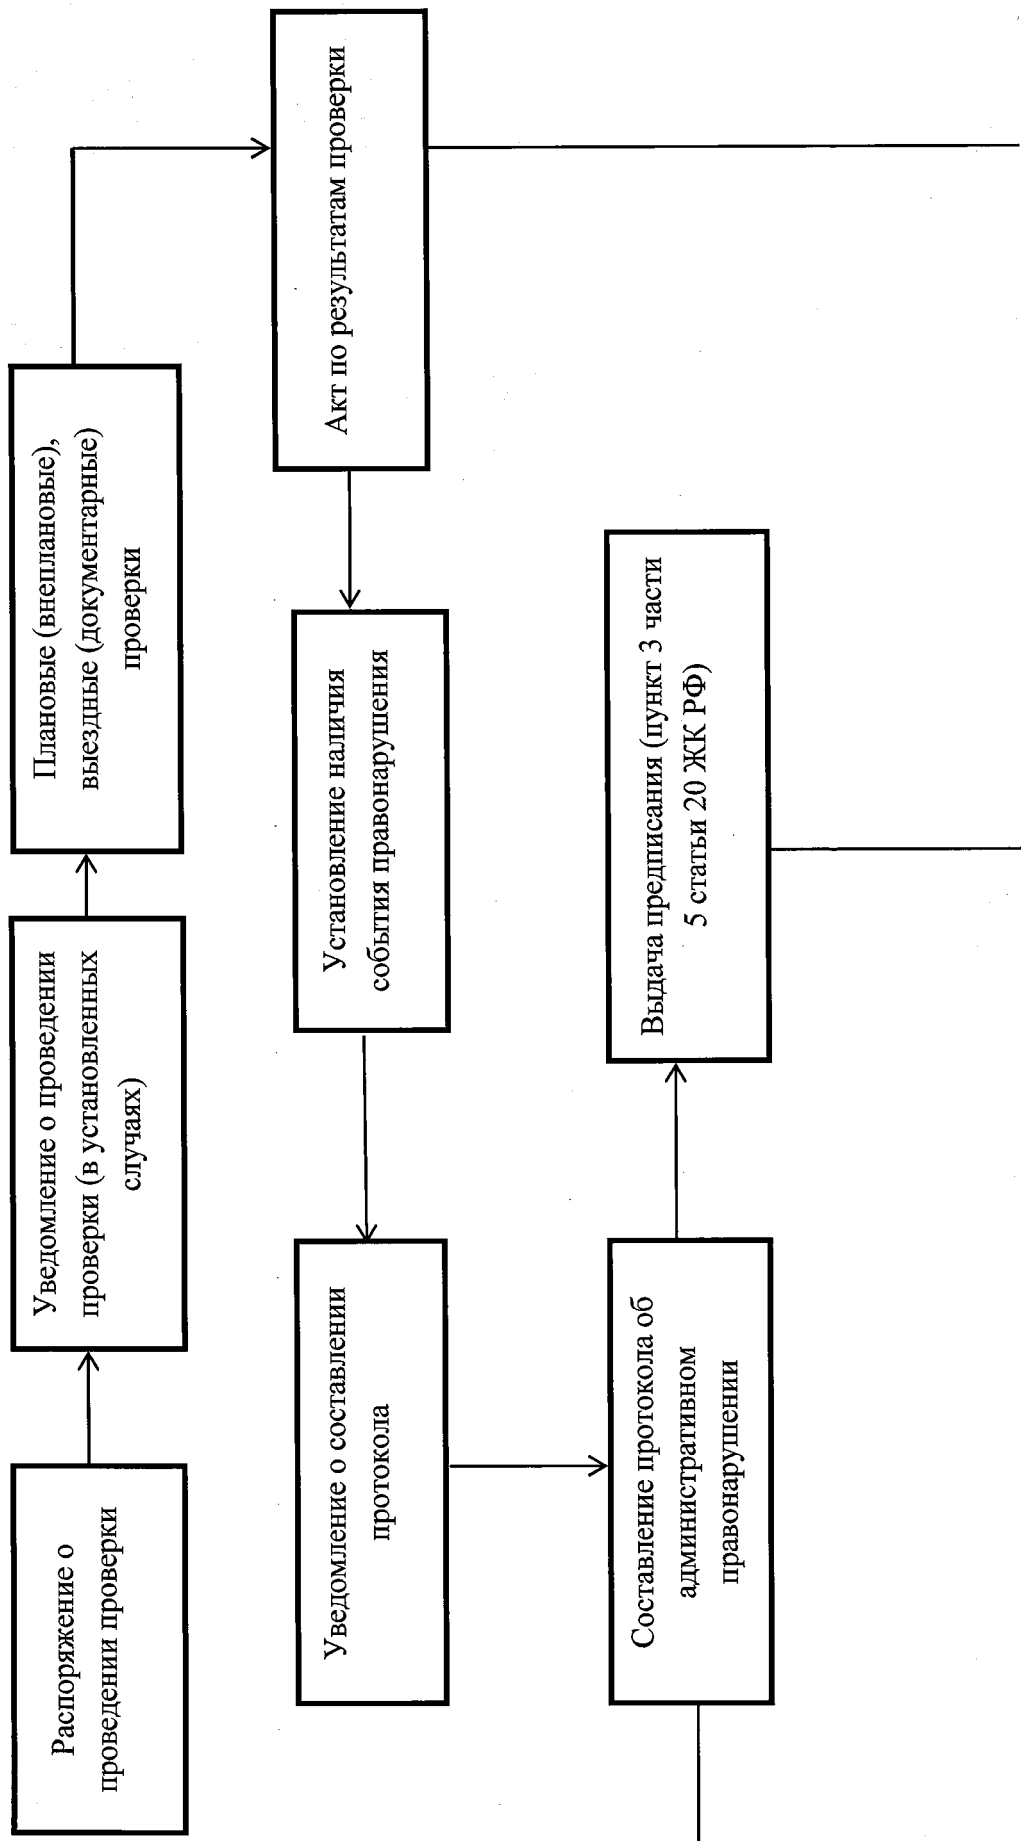 Распоряжение о
проведении проверки
Уведомление о проведении
проверки (в установленных
случаях)
Плановые (внеплановые),
выездные (документарные)
проверки
Акт по результатам проверки
Установление наличия
события правонарушения
Уведомление о составлении
протокола
Составление протокола об
административном
правонарушении
Выдача предписания (пункт 3 части
5 статьи 20 ЖК РФ)